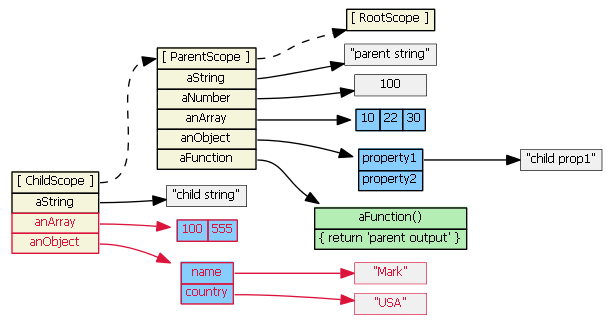 [ RootScope ]
[ ParentScope ]
aString
aNumber
anArray
anObject
aFunction
"parent string"
100
10 22 30
property1
property2
"child prop1"
aFunction()
{ return 'parent output' }
[ ChildScope ]
aString
anArray
anObject
"child string"
100 555
name
country
"Mark"
"USA"